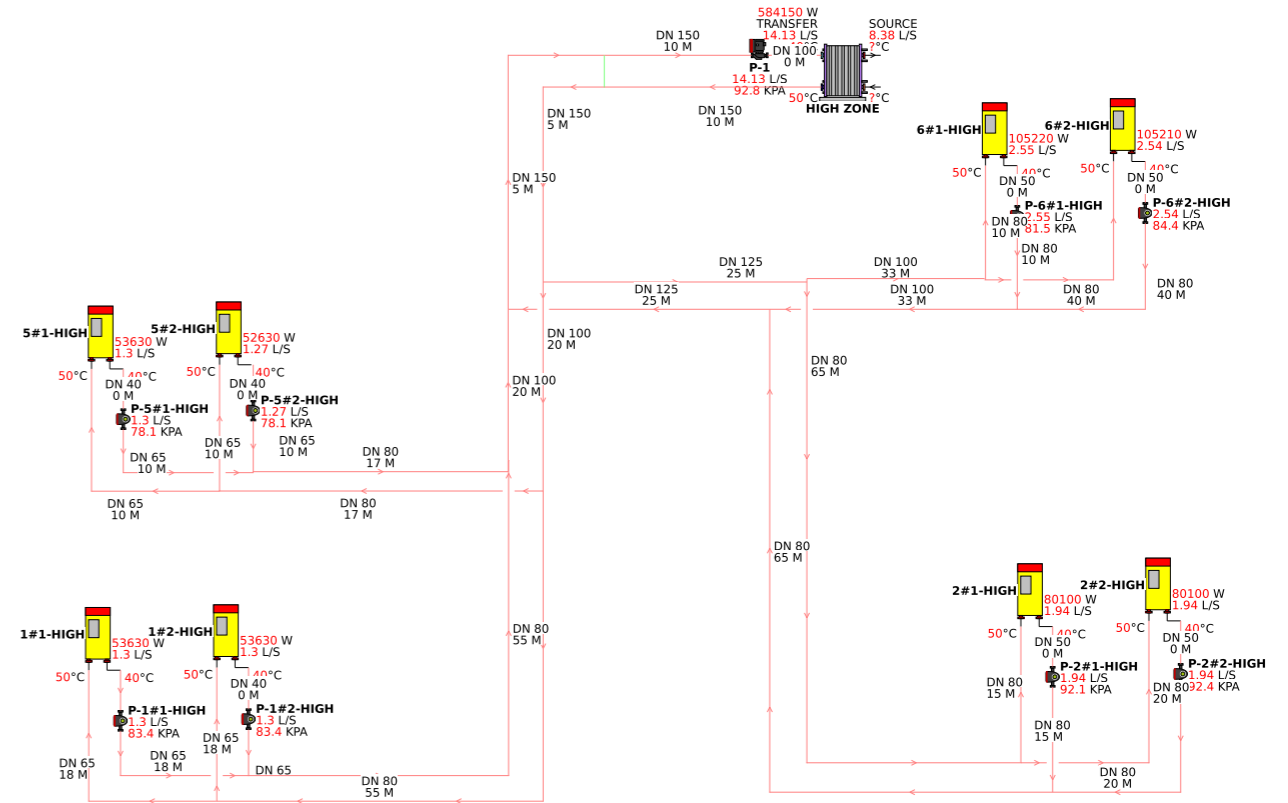 584150 W
TRANSFER
14.13 L/S
SOURCE
8.38 L/S
?°C
DN 150
10 M
DN 100
0 M
P-1
14.13 L/S
92.8 KPA
50°C
?°C
HIGH ZONE
DN 150
5 M
DN 150
10 M
DN 150
5 M
6#1-HIGH
105220 W
2.55 L/S
50°C
40°C
DN 50
0 M
P-6#1-HIGH
2.55 L/S
81.5 KPA
DN 80
10 M
DN 80
10 M
6#2-HIGH
105210 W
2.54 L/S
50°C
40°C
DN 50
0 M
P-6#2-HIGH
2.54 L/S
84.4 KPA
DN 80
40 M
DN 80
40 M
DN 125
25 M
DN 100
33 M
DN 125
25 M
DN 100
33 M
DN 100
20 M
DN 100
20 M
DN 80
65 M
DN 80
65 M
5#1-HIGH
53630 W
1.3 L/S
50°C
40°C
DN 40
0 M
P-5#1-HIGH
1.3 L/S
78.1 KPA
DN 65
10 M
5#2-HIGH
52630 W
1.27 L/S
50°C
40°C
DN 40
0 M
P-5#2-HIGH
1.27 L/S
78.1 KPA
DN 65
10 M
DN 65
10 M
DN 80
17 M
DN 65
10 M
DN 80
17 M
1#1-HIGH
53630 W
1.3 L/S
50°C
40°C
P-1#1-HIGH
1.3 L/S
83.4 KPA
DN 65
18 M
DN 65
18 M
1#2-HIGH
53630 W
1.3 L/S
50°C
40°C
DN 40
0 M
P-1#2-HIGH
1.3 L/S
83.4 KPA
DN 65
18 M
DN 65
DN 80
55 M
DN 80
55 M
2#1-HIGH
80100 W
1.94 L/S
50°C
40°C
DN 50
0 M
P-2#1-HIGH
1.94 L/S
92.1 KPA
DN 80
15 M
DN 80
15 M
2#2-HIGH
80100 W
1.94 L/S
50°C
40°C
DN 50
0 M
P-2#2-HIGH
1.94 L/S
92.4 KPA
DN 80
20 M
DN 80
20 M